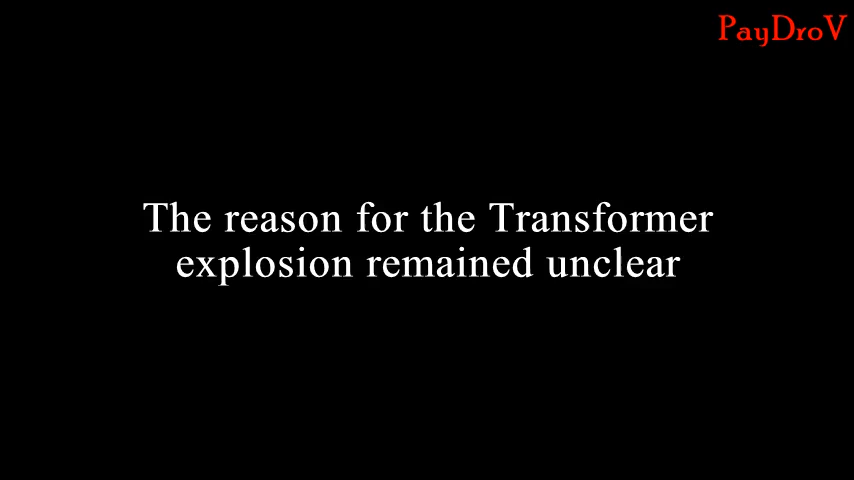 PayDroV
The reason for the Transformer
explosion remained unclear